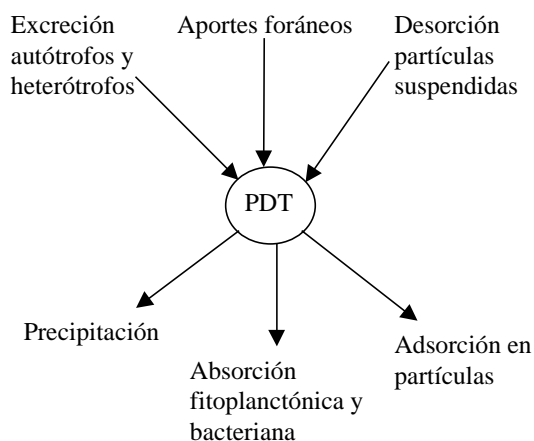 Excreción
autótrofos y
heterótrofos
Aportes foráneos
Desorción
partículas
suspendidas
PDT
Precipitación
Absorción
fitoplanctónica y
bacteriana
Adsorción en
partículas